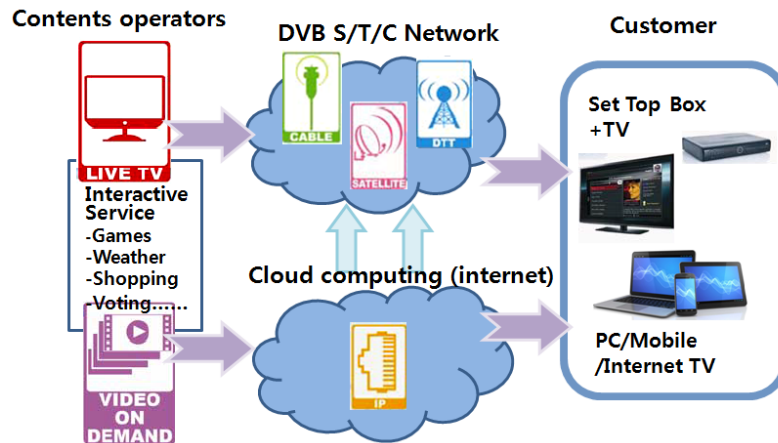 Contents operators
DVB S/T/C Network
Customer
LIVE TV
Interactive
Service
-Games
-Weather
-Shopping
-Voting......
VIDEO
ON
DEMAND
CABLE
SATELLITE
DTT
Cloud computing (internet)
IP
Set Top Box
+TV
PC/Mobile
/Internet TV